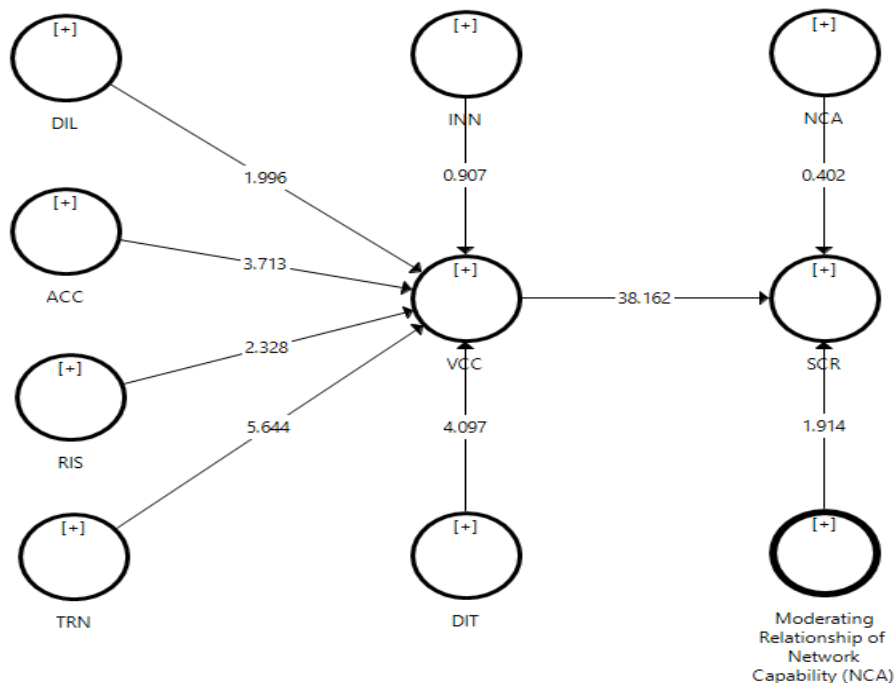 [+]
DIL
[+]
INN
[+]
NCA
1.996
0.907
0.402
[+]
ACC
3.713
[+]
VCC
38.162
[+]
SCR
[+]
RIS
2.328
5.644
4.097
1.914
[+]
TRN
[+]
DIT
[+]
Moderating
Relationship of
Network
Capability (NCA)